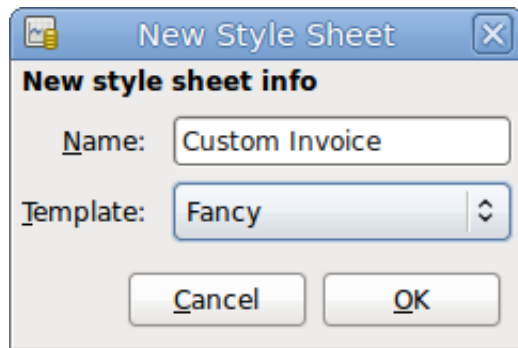 New Style Sheet
New style sheet info
Name: Custom Invoice
Template: Fancy
Cancel OK